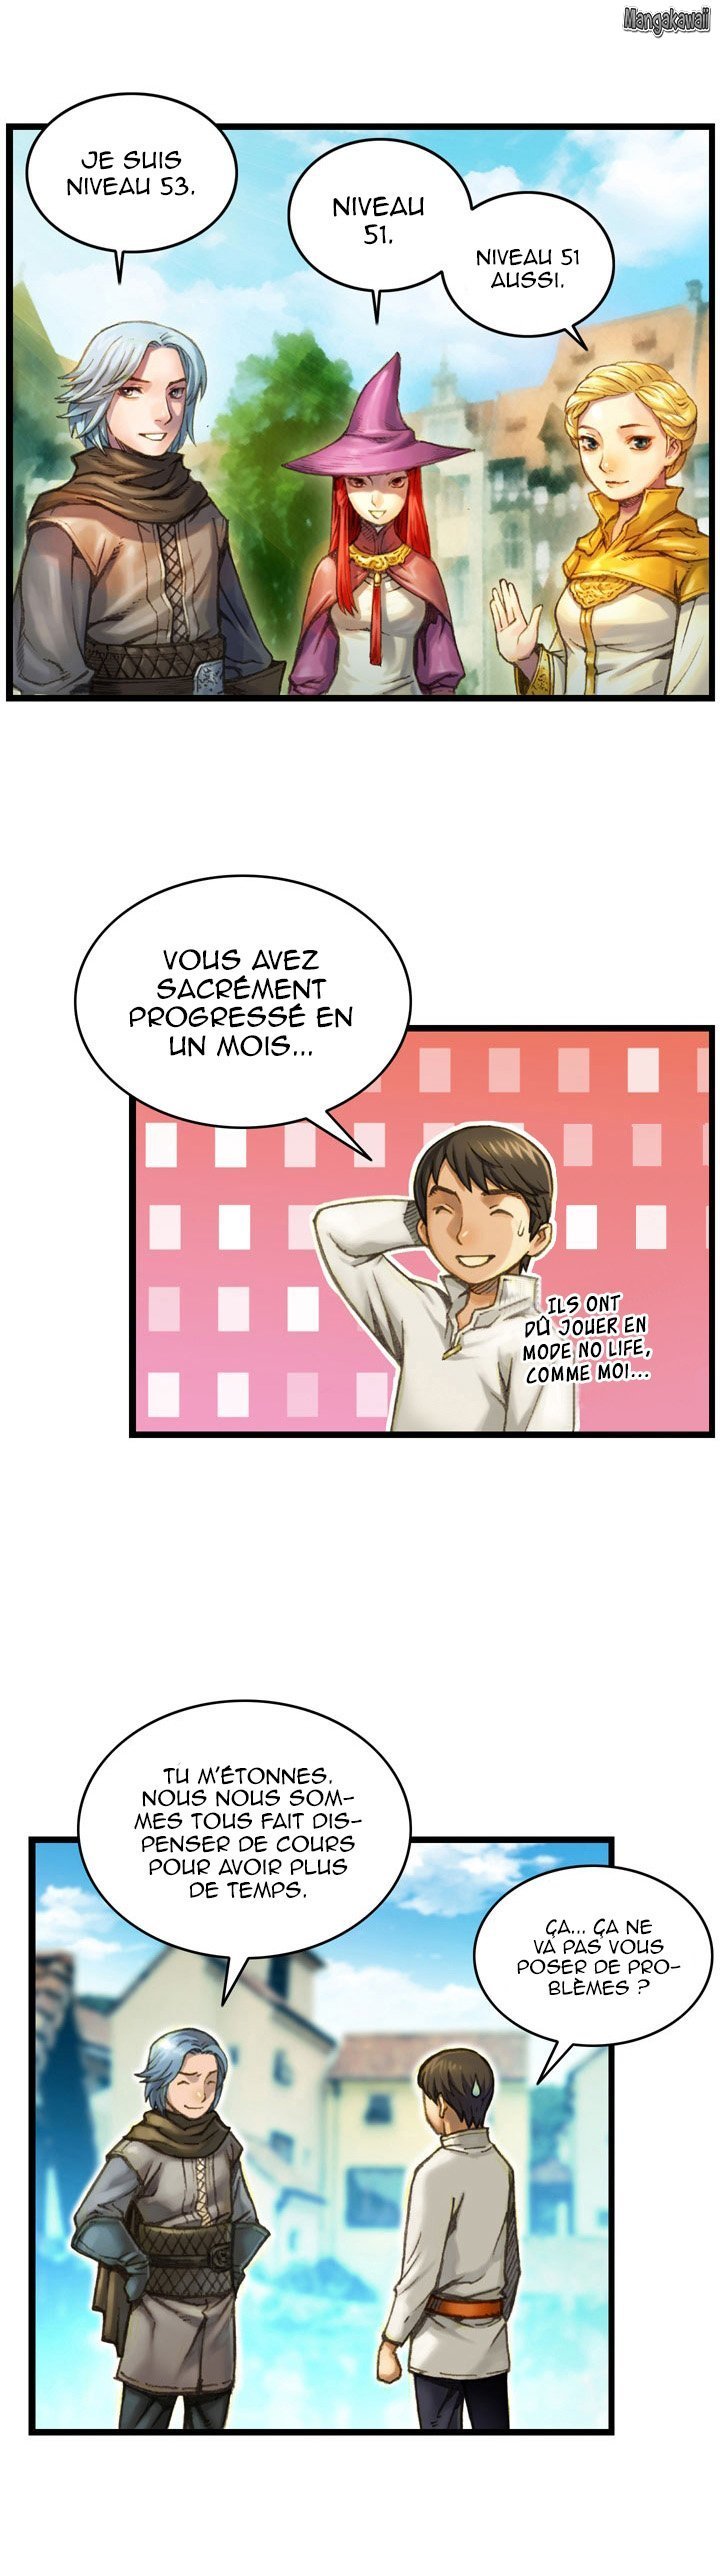 Mangakawaii
JE SUIS
NIVEAU 53.
NIVEAU
51.
NIVEAU 51
AUSSI.
VOUS AVEZ
SACRÉMENT
PROGRESSÉ EN
UN MOIS...
ILS ONT
DÛ JOUER EN
MODE NO LIFE,
COMME MOI...
TU M'ÉTONNES.
NOUS NOUS SOM-
MES TOUS FAIT DIS-
PENSER DE COURS
POUR AVOIR PLUS
DE TEMPS.
ÇA... ÇA NE
VA PAS VOUS
POSER DE PRO-
BLÈMES ?